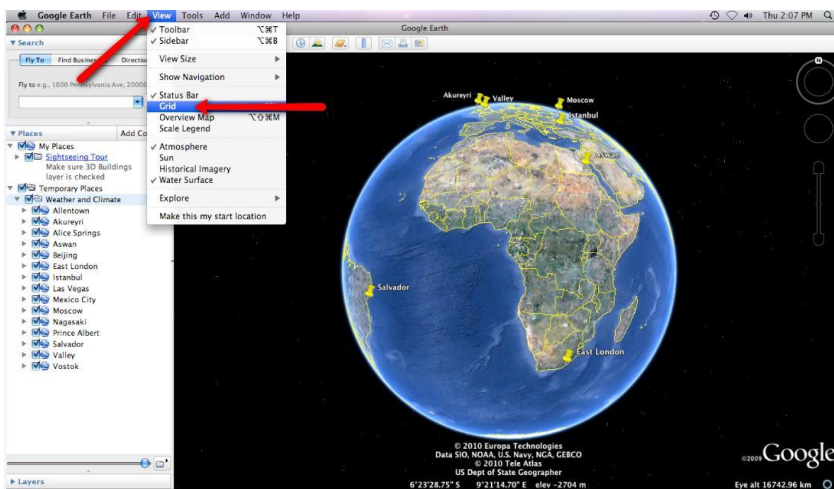 Google Earth File Edit View Tools Add Window Help
Thu 2:07 PM
Google Earth
▼ Search
Fly To Find Business Direction
Fly to e.g., 1600 Pennsylvania Ave, 20006
▼ Places
Add Co
My Places
Sightseeing Tour
Make sure 3D Buildings
layer is checked
Temporary Places
Weather and Climate
Allentown
Akureyri
Alice Springs
Aswan
Beijing
East London
Istanbul
Las Vegas
Mexico City
Moscow
Nagasaki
Prince Albert
Salvador
Valley
Vostok
▶ Layers
✓ Toolbar ⌥⌘T
✓ Sidebar ⌥⌘B
View Size ▶
Show Navigation ▶
✓ Status Bar
Grid
Overview Map ⌥⇧⌘M
Scale Legend
✓ Atmosphere
Sun
Historical Imagery
✓ Water Surface
Explore ▶
Make this my start location
N
Akureyri Valley Moscow
Istanbul
Aswan
Salvador
East London
© 2010 Europa Technologies
Data SIO, NOAA, U.S. Navy, NGA, GEBCO
© 2010 Tele Atlas
US Dept of State Geographer
©2009 Google
6°23'28.75" S 9°21'14.70" E elev -2704 m
Eye alt 16742.96 km